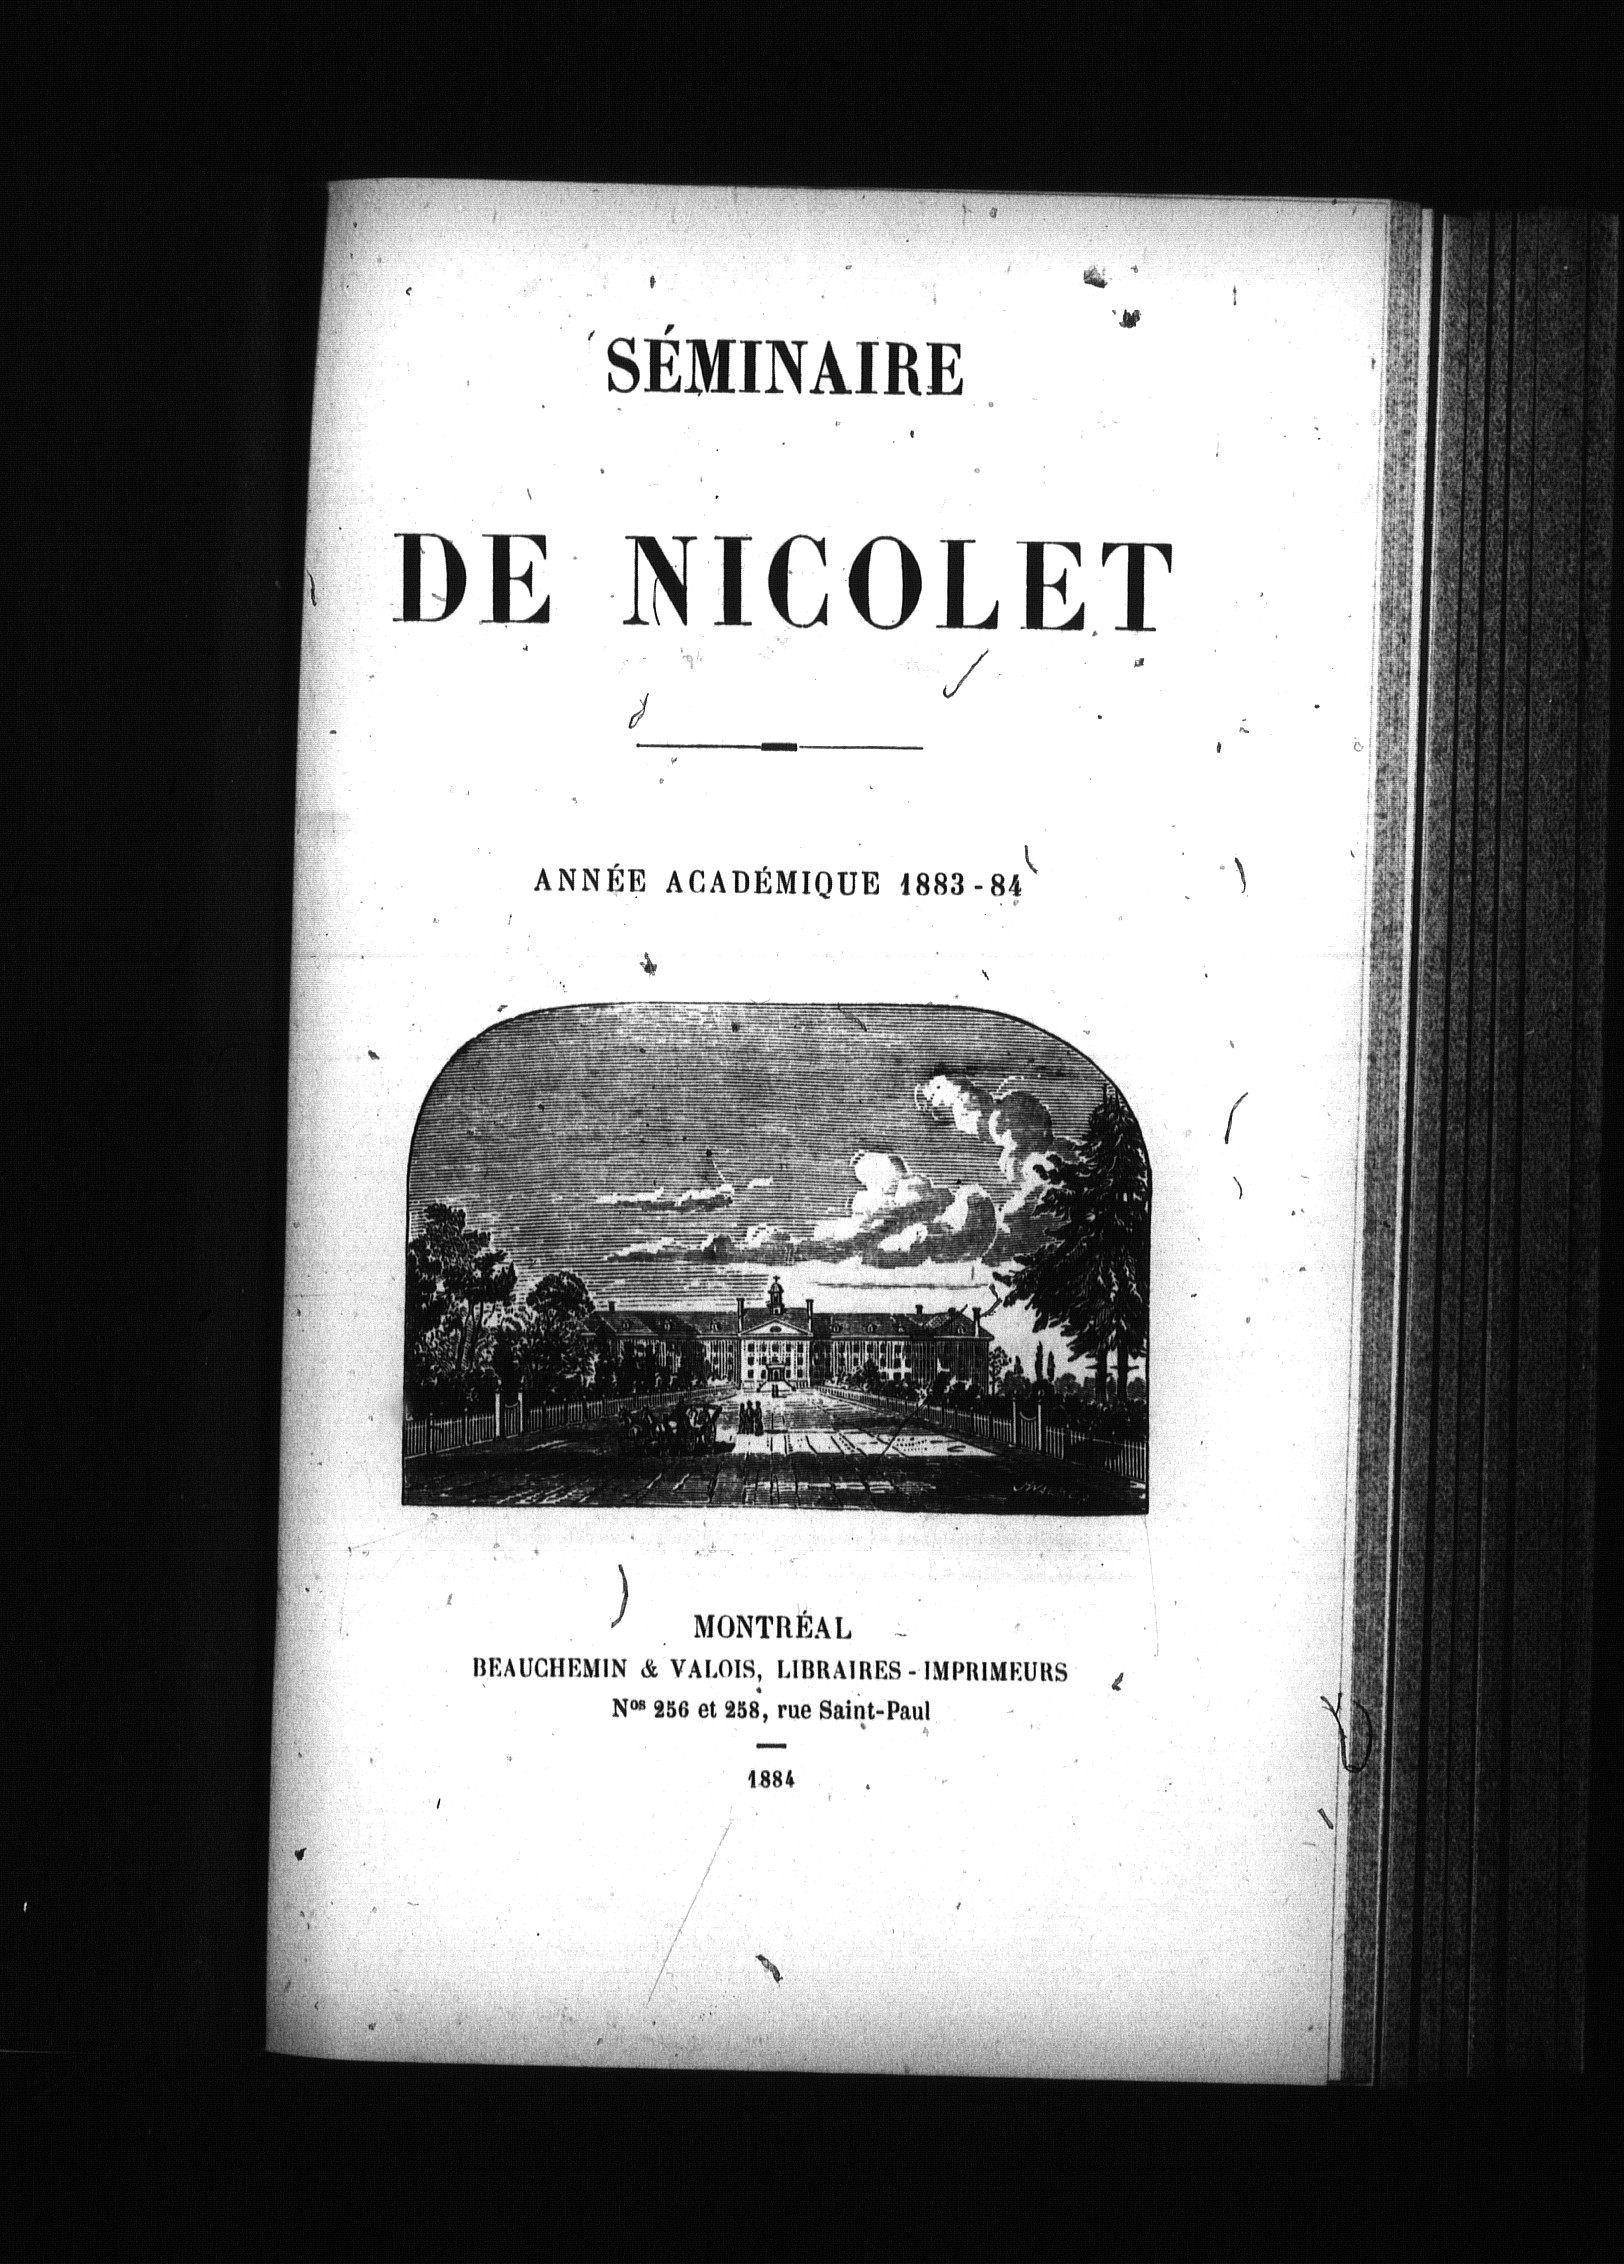 SÉMINAIRE
DE NICOLET
ANNÉE ACADÉMIQUE 1883-84
MONTRÉAL
BEAUCHEMIN & VALOIS, LIBRAIRES-IMPRIMEURS
Nos 256 et 258, rue Saint-Paul
1884